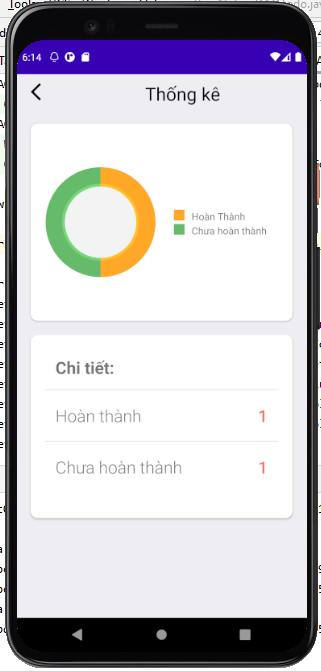 6:14
Thống kê
Hoàn Thành
Chưa hoàn thành
Chi tiết:
Hoàn thành 1
Chưa hoàn thành 1